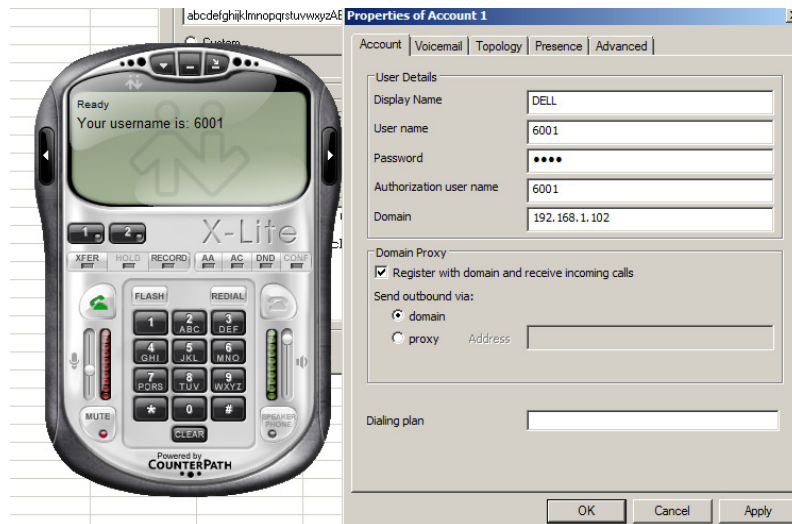 abcdefghijklmnopqrstuvwxyzAB
Custom
Ready
Your username is: 6001
1
2
X-Lite
XFER HOLD RECORD AA AC DND CONF
FLASH REDIAL
1 2 ABC 3 DEF
4 GHI 5 JKL 6 MNO
7 PQRS 8 TUV 9 WXYZ
* 0 #
MUTE
CLEAR
SPEAKER
PHONE
Powered by
COUNTERPATH
Properties of Account 1
Account Voicemail Topology Presence Advanced
User Details
Display Name DELL
User name 6001
Password ••••
Authorization user name 6001
Domain 192.168.1.102
Domain Proxy
Register with domain and receive incoming calls
Send outbound via:
domain
proxy Address
Dialing plan
OK Cancel Apply